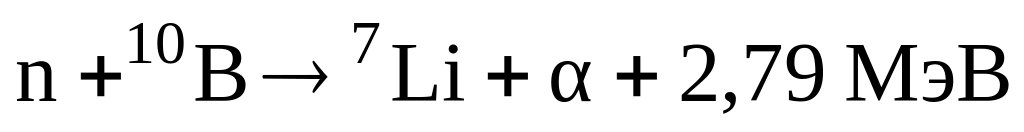 n + ¹⁰B → ⁷Li + α + 2,79 МэВ